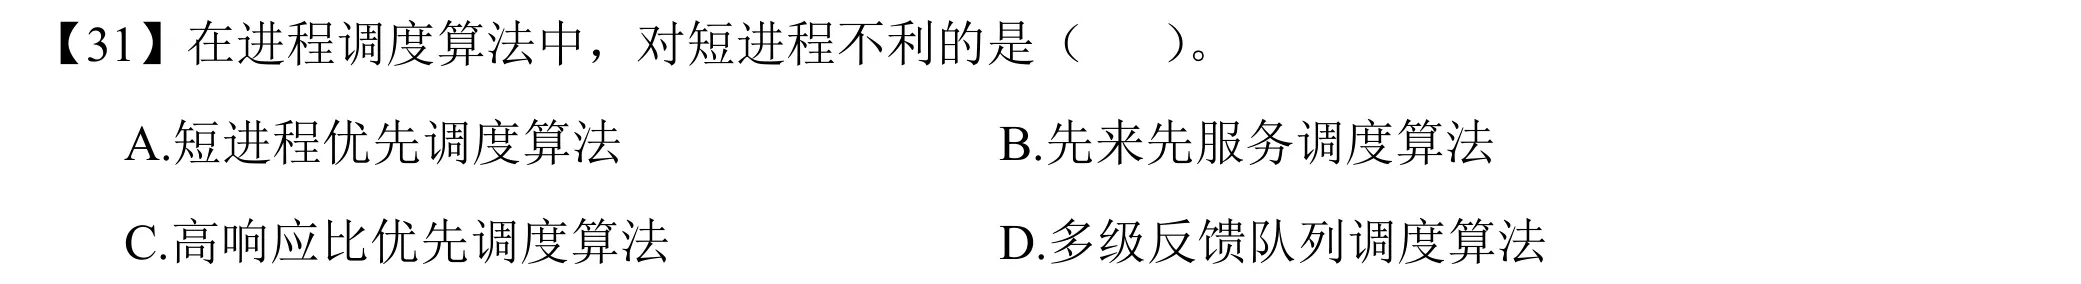 【31】在进程调度算法中，对短进程不利的是（ ）。
A.短进程优先调度算法 B.先来先服务调度算法
C.高响应比优先调度算法 D.多级反馈队列调度算法